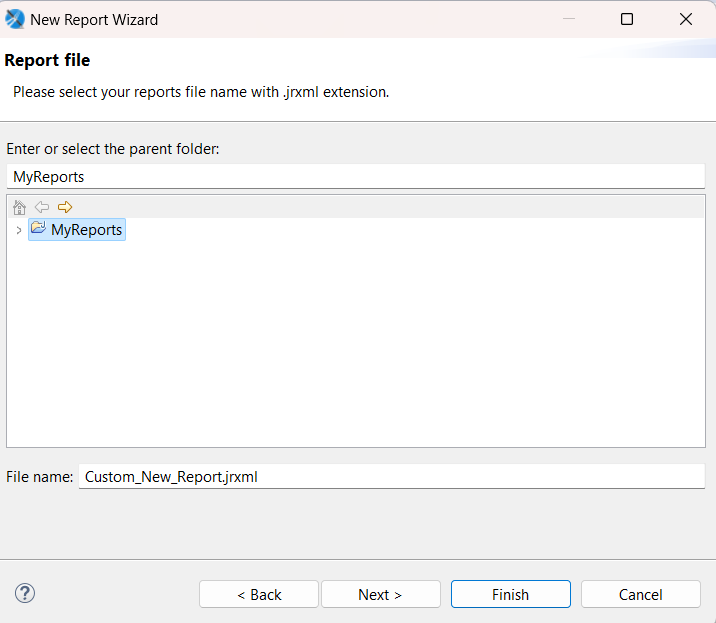 New Report Wizard
Report file
Please select your reports file name with .jrxml extension.
Enter or select the parent folder:
MyReports
MyReports
File name: Custom_New_Report.jrxml
? < Back Next > Finish Cancel